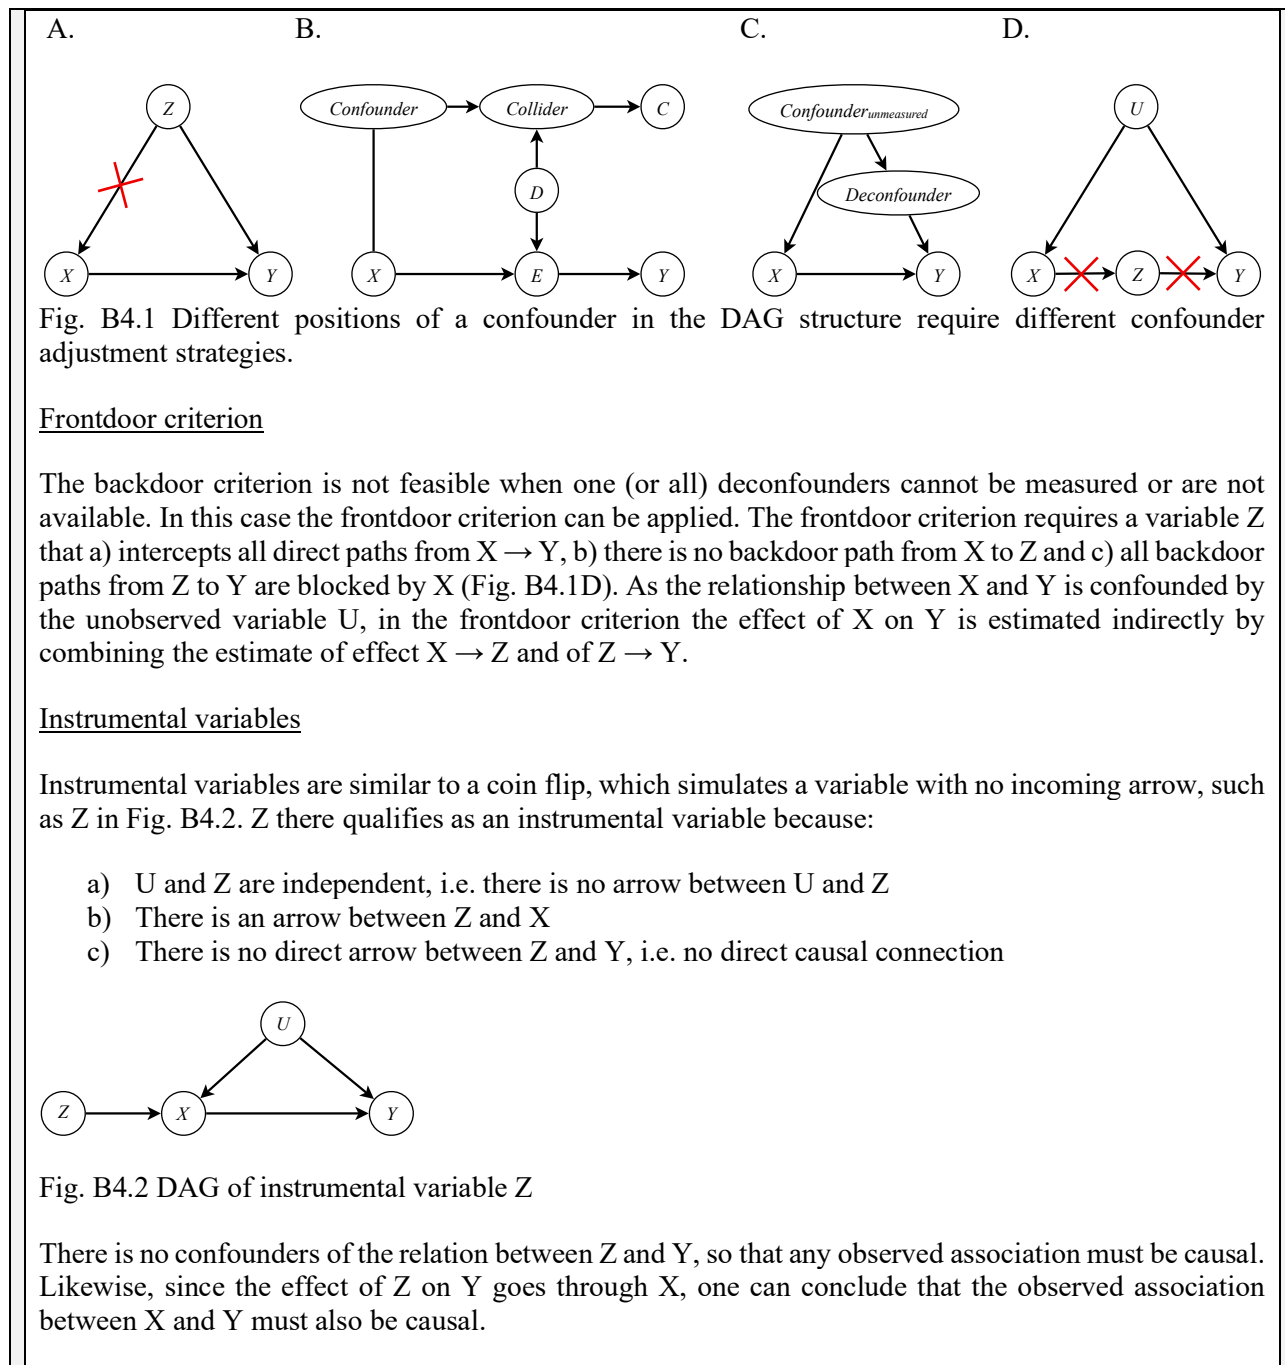 A. B. C. D.
Z Confounder Collider C Confounderunmeasured U
D Deconfounder
X Y X E Y X Y X Z Y
Fig. B4.1 Different positions of a confounder in the DAG structure require different confounder
adjustment strategies.
Frontdoor criterion
The backdoor criterion is not feasible when one (or all) deconfounders cannot be measured or are not
available. In this case the frontdoor criterion can be applied. The frontdoor criterion requires a variable Z
that a) intercepts all direct paths from X → Y, b) there is no backdoor path from X to Z and c) all backdoor
paths from Z to Y are blocked by X (Fig. B4.1D). As the relationship between X and Y is confounded by
the unobserved variable U, in the frontdoor criterion the effect of X on Y is estimated indirectly by
combining the estimate of effect X → Z and of Z → Y.
Instrumental variables
Instrumental variables are similar to a coin flip, which simulates a variable with no incoming arrow, such
as Z in Fig. B4.2. Z there qualifies as an instrumental variable because:
a) U and Z are independent, i.e. there is no arrow between U and Z
b) There is an arrow between Z and X
c) There is no direct arrow between Z and Y, i.e. no direct causal connection
U
Z X Y
Fig. B4.2 DAG of instrumental variable Z
There is no confounders of the relation between Z and Y, so that any observed association must be causal.
Likewise, since the effect of Z on Y goes through X, one can conclude that the observed association
between X and Y must also be causal.